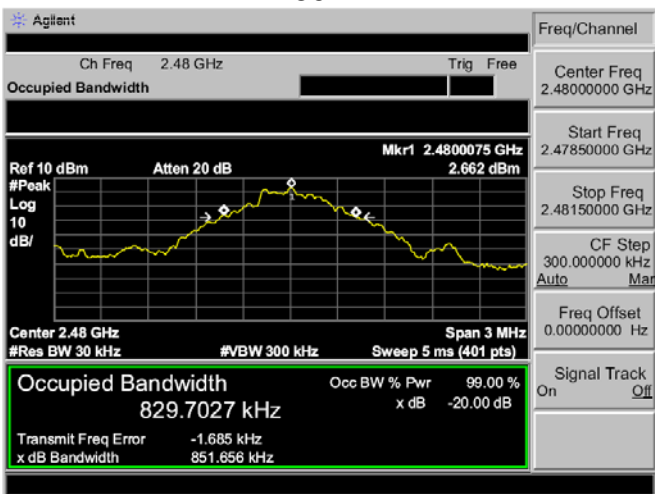 Agilent
Freq/Channel
Ch Freq 2.48 GHz Trig Free
Occupied Bandwidth
Center Freq
2.48000000 GHz
Start Freq
2.47850000 GHz
Mkr1 2.4800075 GHz
Ref 10 dBm Atten 20 dB 2.662 dBm
#Peak
Log
10
dB/
1
Stop Freq
2.48150000 GHz
CF Step
300.000000 kHz
Auto Man
Freq Offset
0.00000000 Hz
Center 2.48 GHz Span 3 MHz
#Res BW 30 kHz #VBW 300 kHz Sweep 5 ms (401 pts)
Signal Track
On Off
Occupied Bandwidth Occ BW % Pwr 99.00 %
829.7027 kHz x dB -20.00 dB
Transmit Freq Error -1.685 kHz
x dB Bandwidth 851.656 kHz